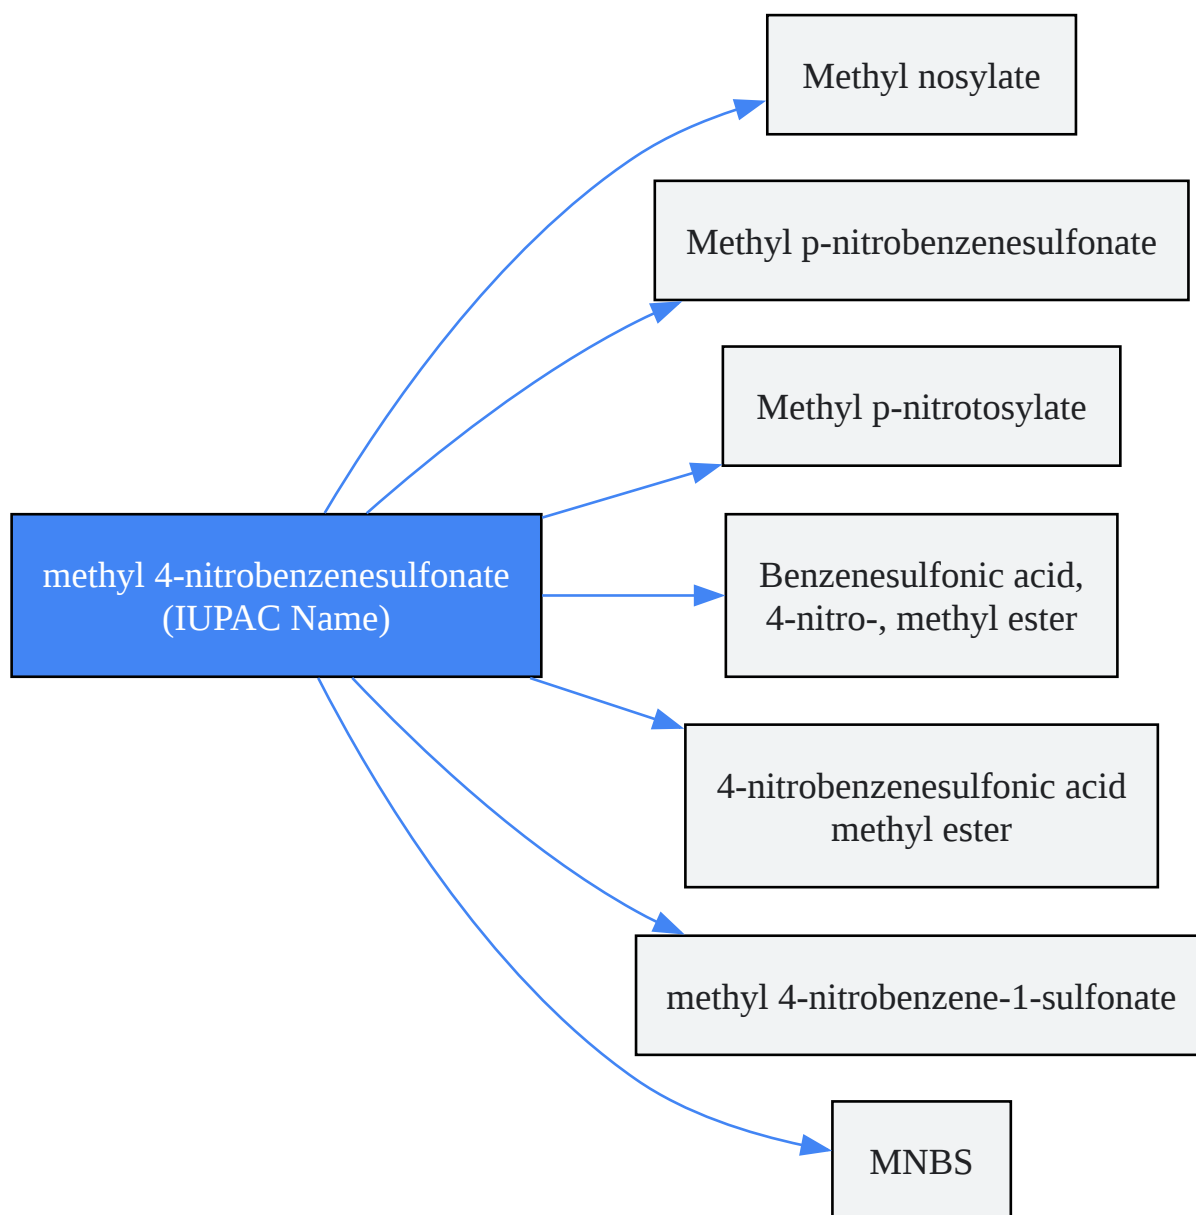 Methyl nosylate
Methyl p-nitrobenzenesulfonate
Methyl p-nitrotosylate
methyl 4-nitrobenzenesulfonate
(IUPAC Name)
Benzenesulfonic acid,
4-nitro-, methyl ester
4-nitrobenzenesulfonic acid
methyl ester
methyl 4-nitrobenzene-1-sulfonate
MNBS